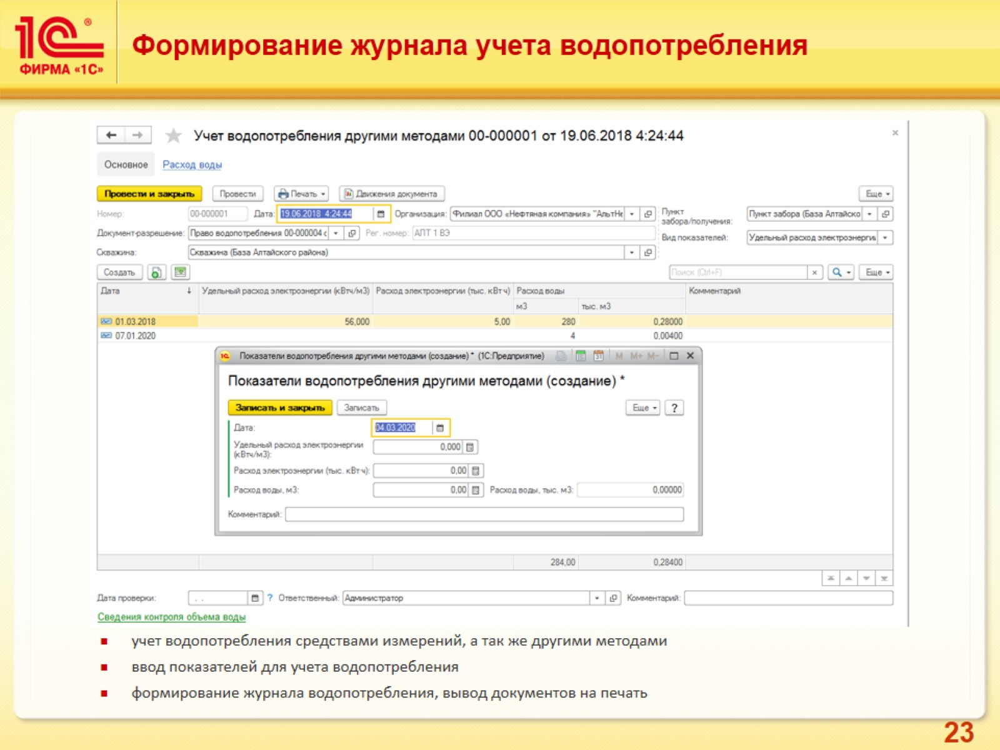 1С ®
ФИРМА «1С»
Формирование журнала учета водопотребления
Учет водопотребления другими методами 00-000001 от 19.06.2018 4:24:44
Основное Расход воды
Провести и закрыть Провести Печать Движения документа Еще
Номер: 00-000001 Дата: 19.06.2018 4:24:44 Организация: Филиал ООО «Нефтяная компания» "АльтНе Пункт забора/получения: Пункт забора (База Алтайско
Документ-разрешение: Право водопотребления 00-000004 с Рег. номер: АЛТ 1 ВЭ Вид показателей: Удельный расход электроэнерги
Скважина: Скважина (База Алтайского района)
Создать Поиск (Ctrl+F) × Еще
Дата ↓ Удельный расход электроэнергии (кВтч/м3) Расход электроэнергии (тыс. кВт ч) Расход воды Комментарий
м3 тыс. м3
01.03.2018 56,000 5,00 280 0,28000
07.01.2020 4 0,00400
1С Показатели водопотребления другими методами (создание) * (1С:Предприятие) 31 M M+ M-
Показатели водопотребления другими методами (создание) *
Записать и закрыть Записать Еще ?
Дата: 04.03.2020
Удельный расход электроэнергии
(кВтч/м3): 0,000
Расход электроэнергии (тыс. кВт·ч): 0,00
Расход воды, м3: 0,00 Расход воды, тыс. м3: 0,00000
Комментарий:
284,00 0,28400
Дата проверки: . . ? Ответственный: Администратор Комментарий:
Сведения контроля объема воды
учет водопотребления средствами измерений, а так же другими методами
ввод показателей для учета водопотребления
формирование журнала водопотребления, вывод документов на печать
23